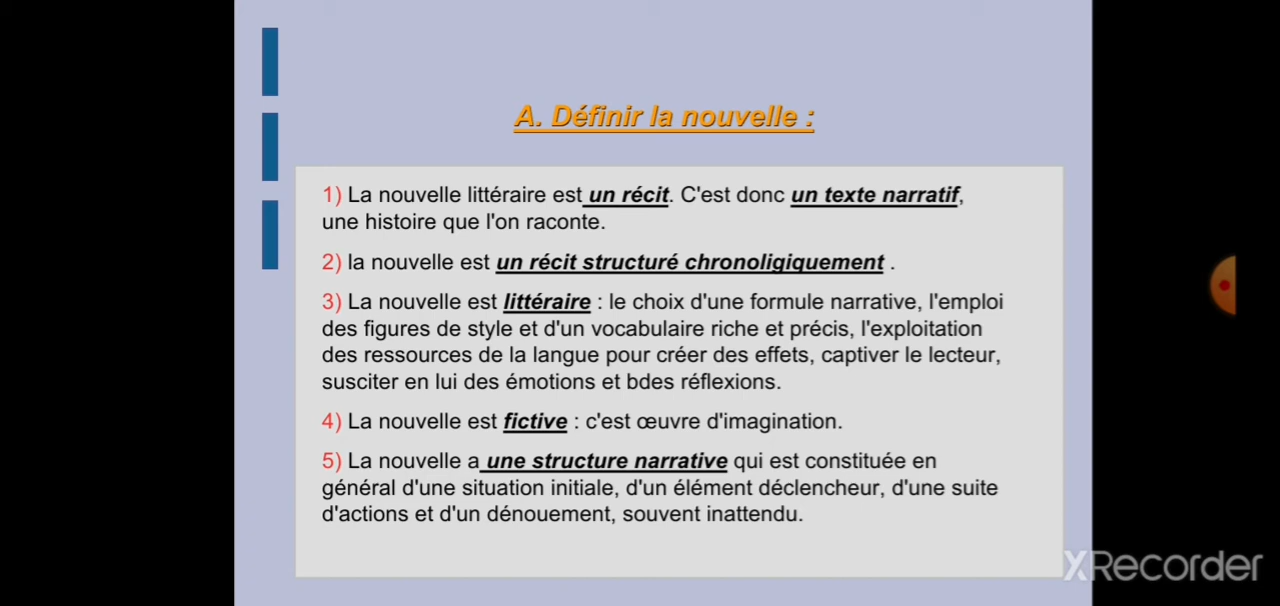 A. Définir la nouvelle :
1) La nouvelle littéraire est un récit. C'est donc un texte narratif,
une histoire que l'on raconte.
2) la nouvelle est un récit structuré chronoligiquement .
3) La nouvelle est littéraire : le choix d'une formule narrative, l'emploi
des figures de style et d'un vocabulaire riche et précis, l'exploitation
des ressources de la langue pour créer des effets, captiver le lecteur,
susciter en lui des émotions et bdes réflexions.
4) La nouvelle est fictive : c'est œuvre d'imagination.
5) La nouvelle a une structure narrative qui est constituée en
général d'une situation initiale, d'un élément déclencheur, d'une suite
d'actions et d'un dénouement, souvent inattendu.
XRecorder